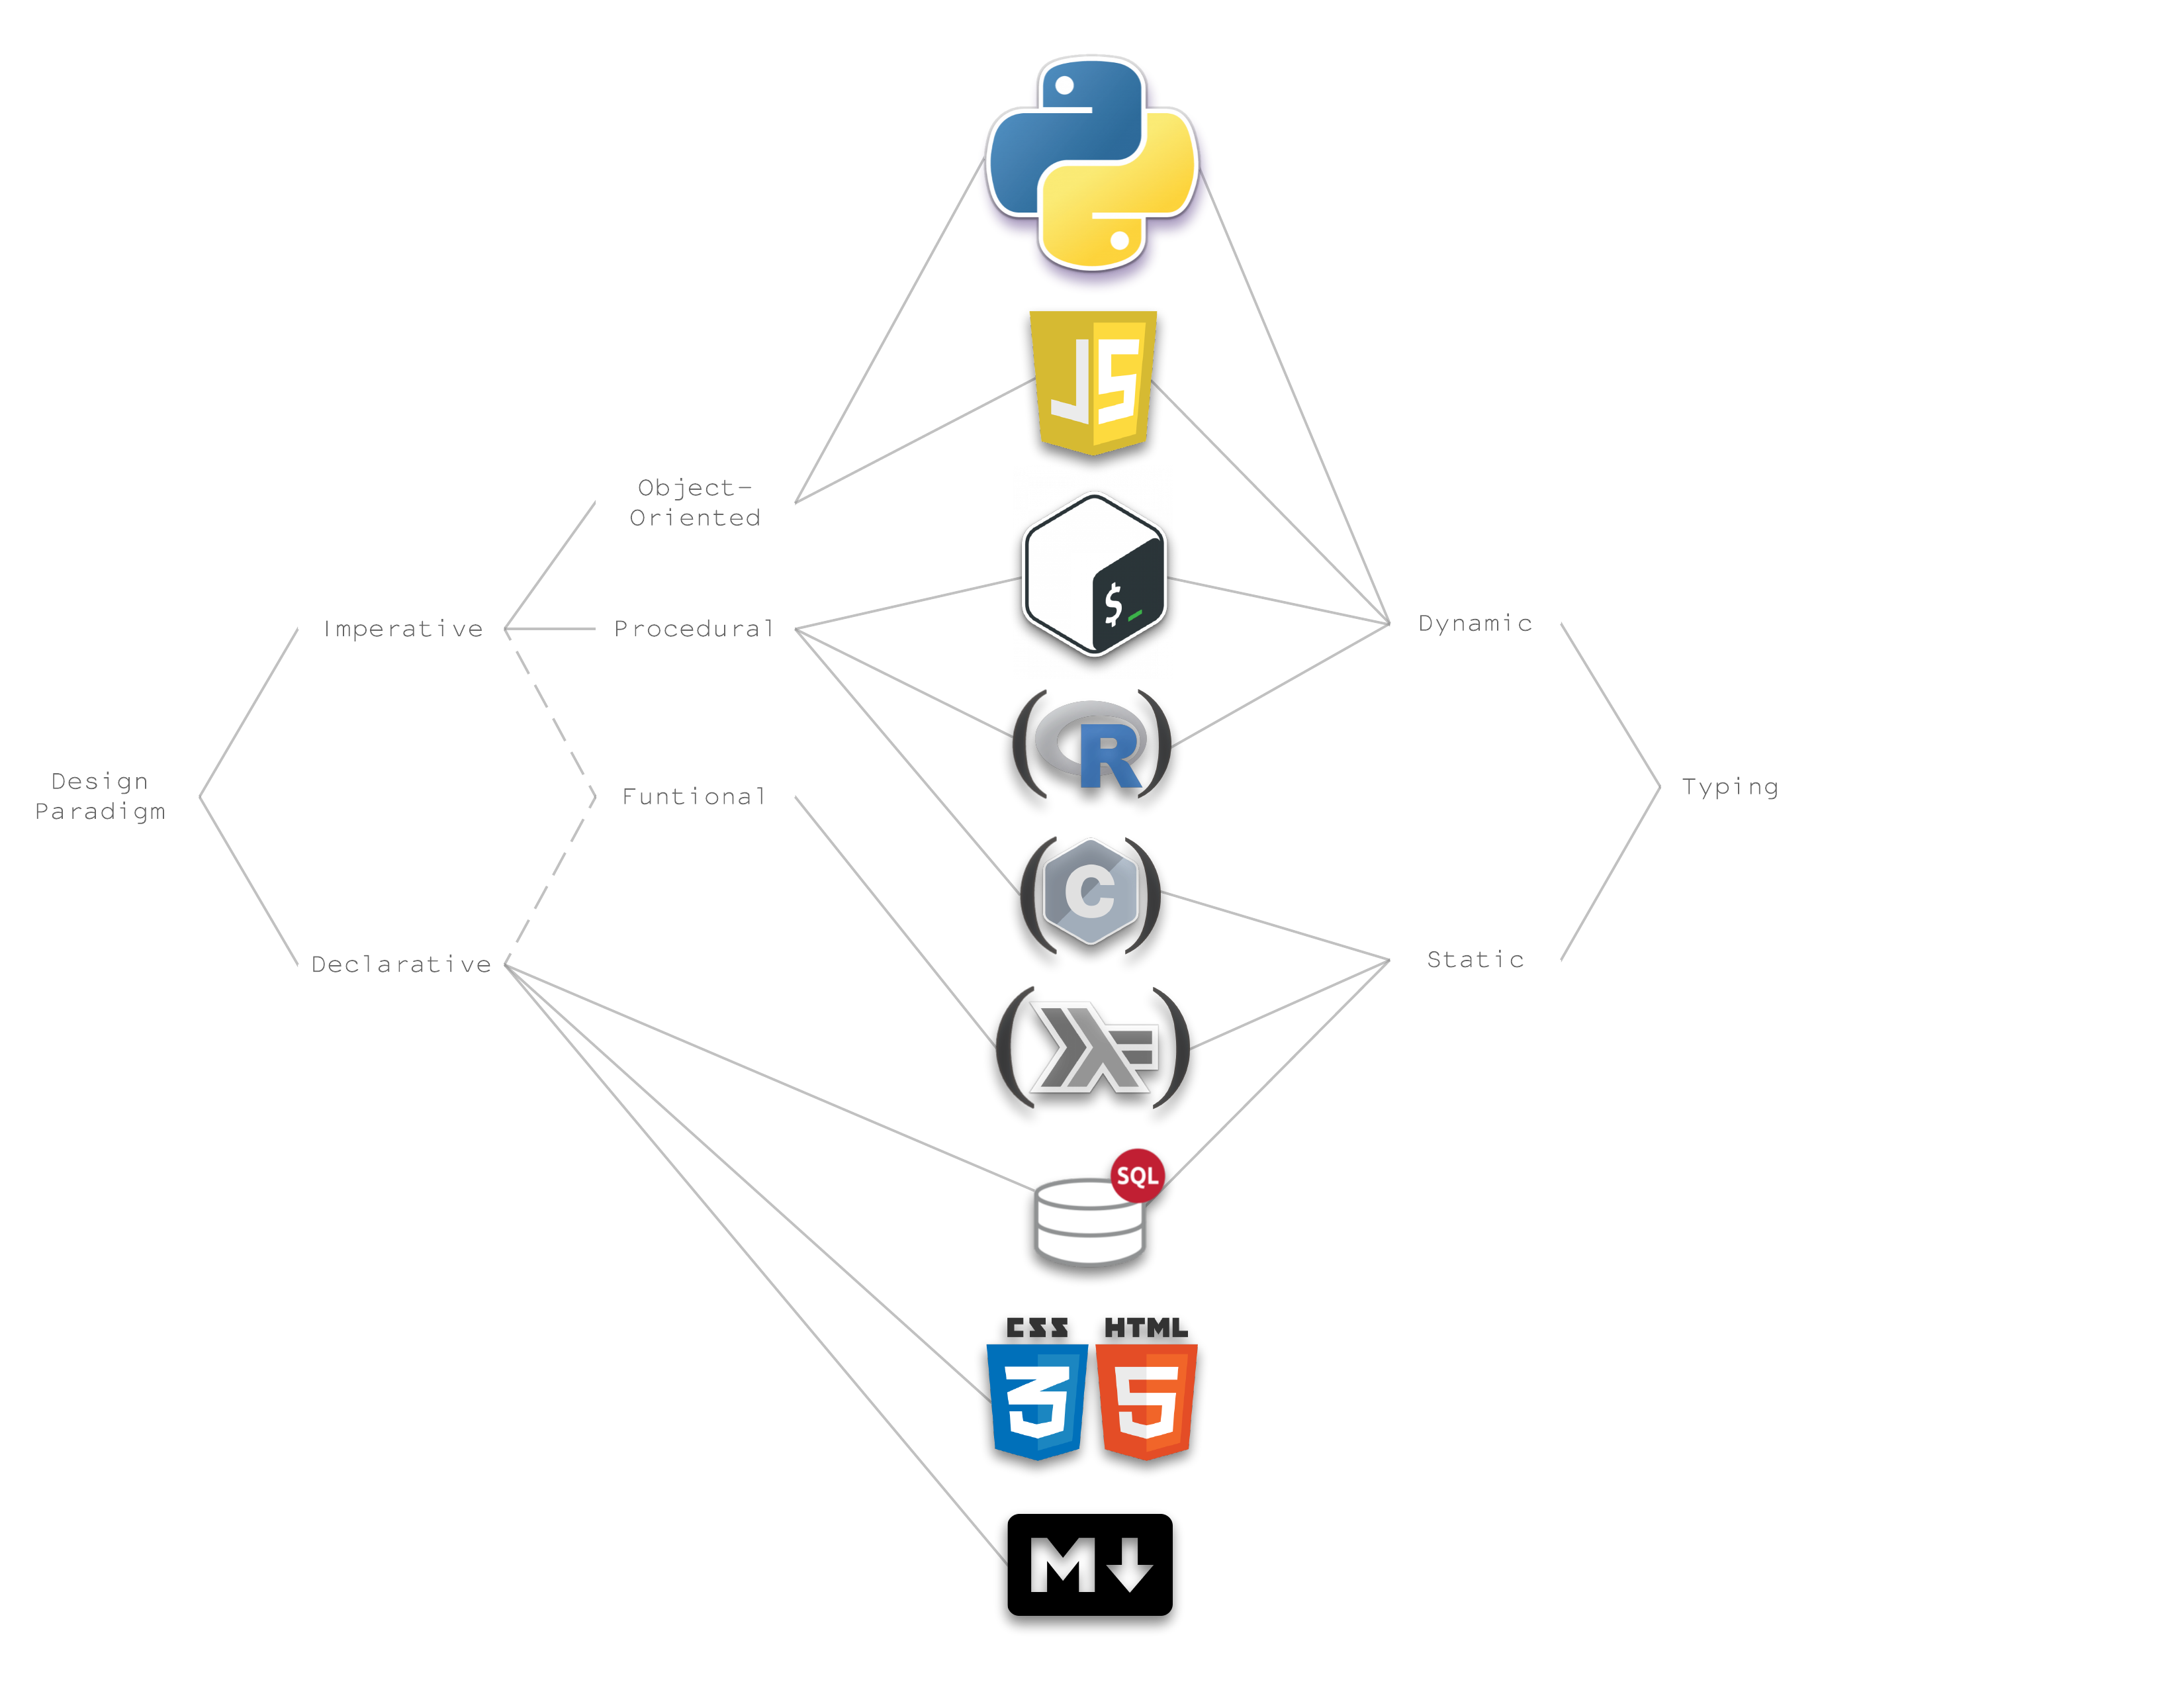 JS
Object-
Oriented
$_
Imperative
Procedural
Dynamic
( R )
Design
Paradigm
Funtional
Typing
( C )
Declarative
Static
( )
SQL
CSS HTML
3 5
M